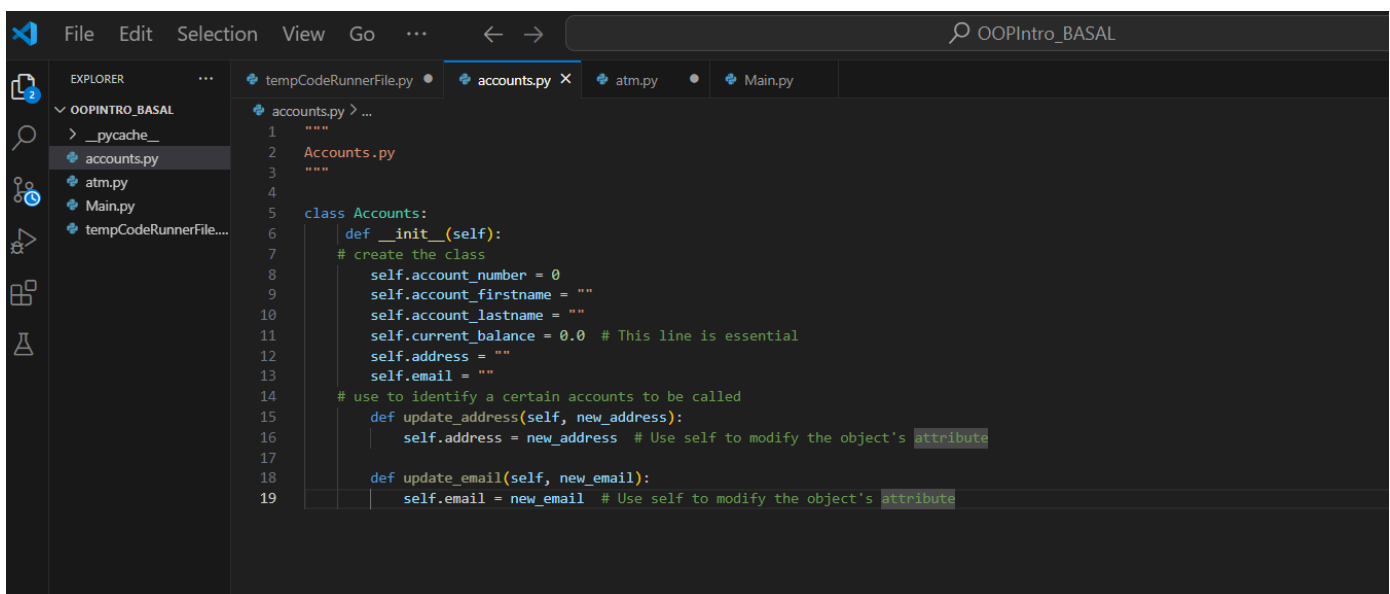 File Edit Selection View Go ··· ← → OOPIntro_BASAL
EXPLORER ···
tempCodeRunnerFile.py ● accounts.py × atm.py ● Main.py
2
OOPINTRO_BASAL
> __pycache__
accounts.py
atm.py
Main.py
tempCodeRunnerFile....
accounts.py > ...
1 """
2 Accounts.py
3 """
4
5 class Accounts:
6 def __init__(self):
7 # create the class
8 self.account_number = 0
9 self.account_firstname = ""
10 self.account_lastname = ""
11 self.current_balance = 0.0 # This line is essential
12 self.address = ""
13 self.email = ""
14 # use to identify a certain accounts to be called
15 def update_address(self, new_address):
16 self.address = new_address # Use self to modify the object's attribute
17
18 def update_email(self, new_email):
19 self.email = new_email # Use self to modify the object's attribute